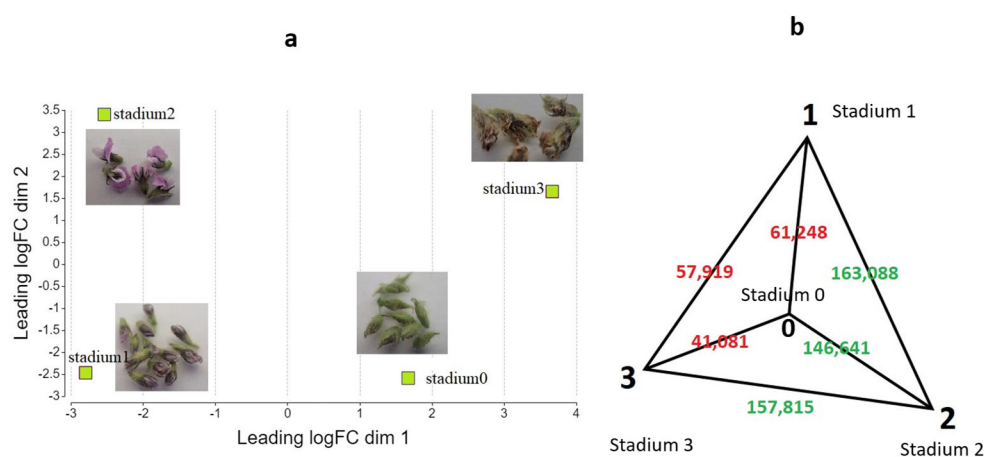 a
3.5
3
2.5
2
1.5
1
0.5
0
-0.5
-1
-1.5
-2
-2.5
-3
Leading logFC dim 2
stadium2
stadium3
stadium1
stadium0
-3
-2
-1
0
1
2
3
4
Leading logFC dim 1
b
1
Stadium 1
61,248
57,919
163,088
Stadium 0
0
41,081
146,641
3
157,815
2
Stadium 3
Stadium 2